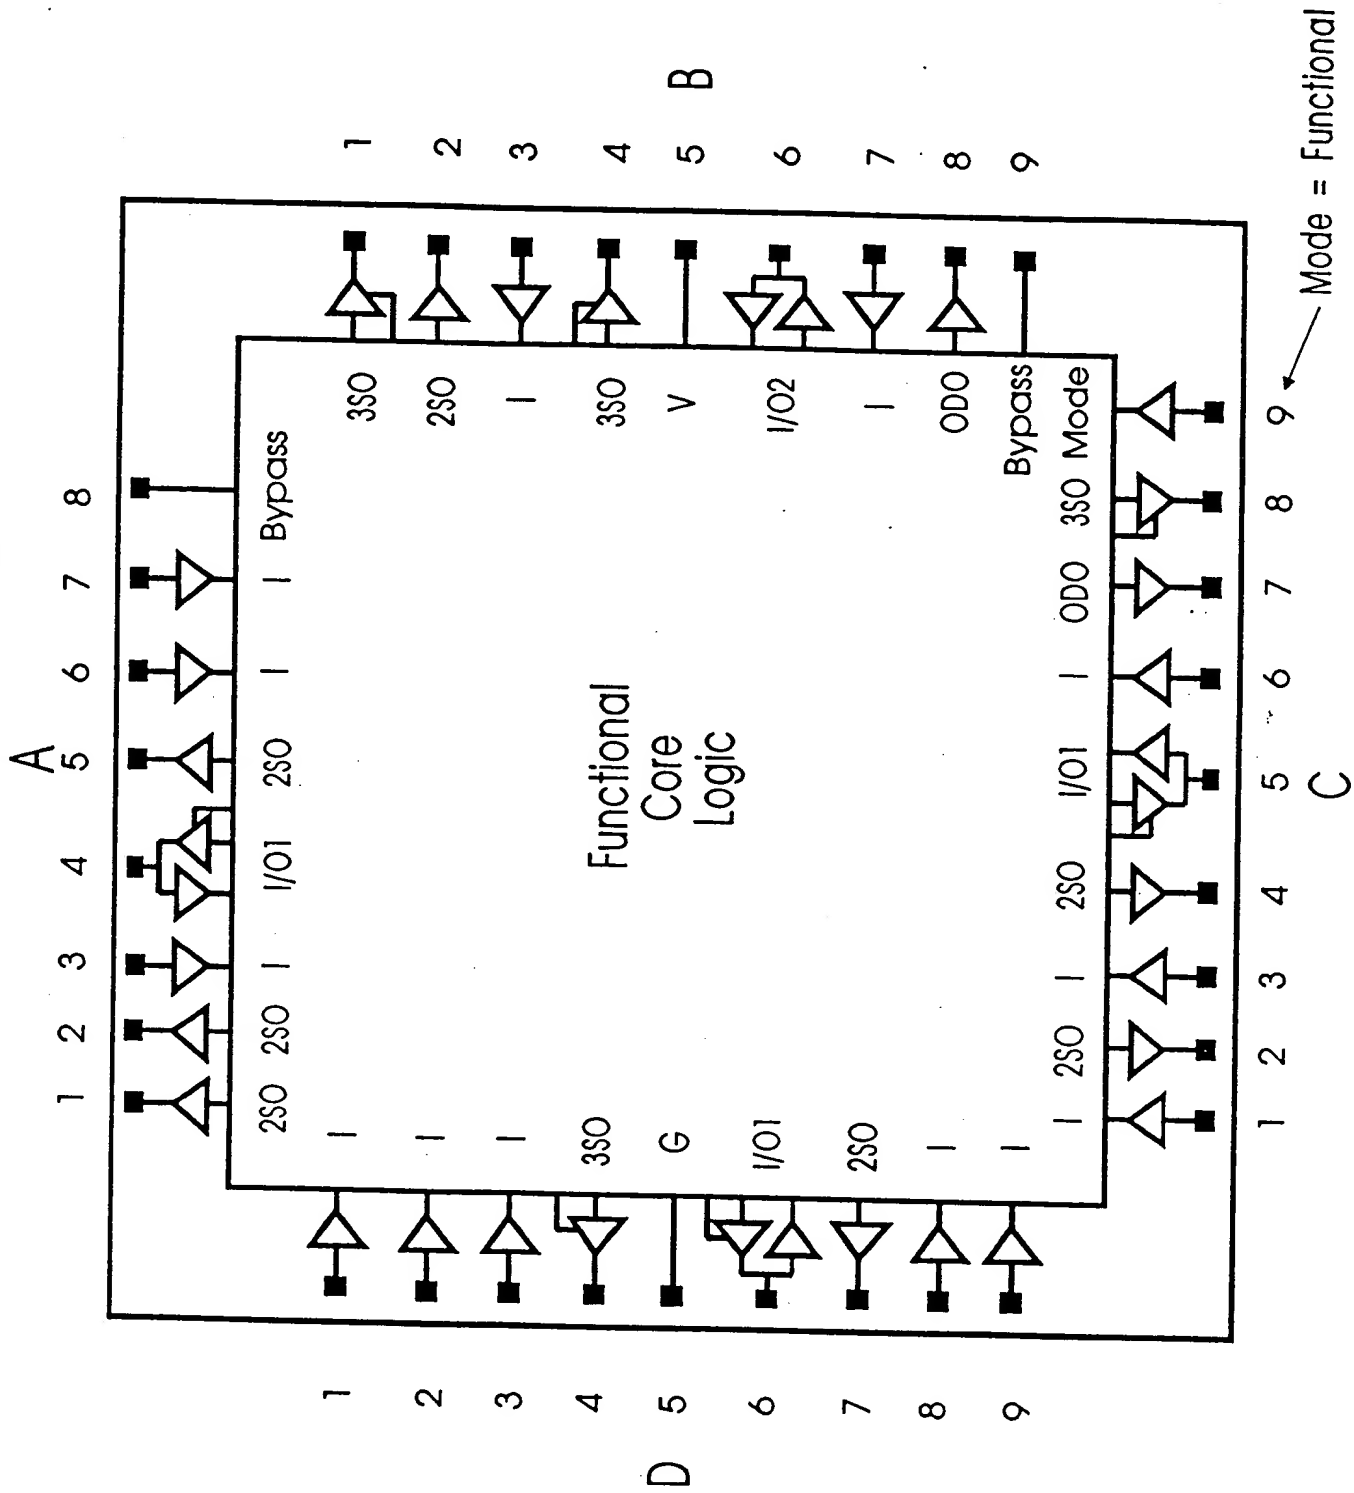 A
1 2 3 4 5 6 7 8
2SO 2SO I I/O1 2SO I I Bypass
B
1 2 3 4 5 6 7 8 9
3SO 2SO I 3SO V I/O2 I ODO Bypass
Functional
Core
Logic
D
1 2 3 4 5 6 7 8 9
I I I 3SO G I/O1 2SO I I
I 2SO I 2SO I/O1 I ODO 3SO Mode
1 2 3 4 5 6 7 8 9
C
Mode = Functional